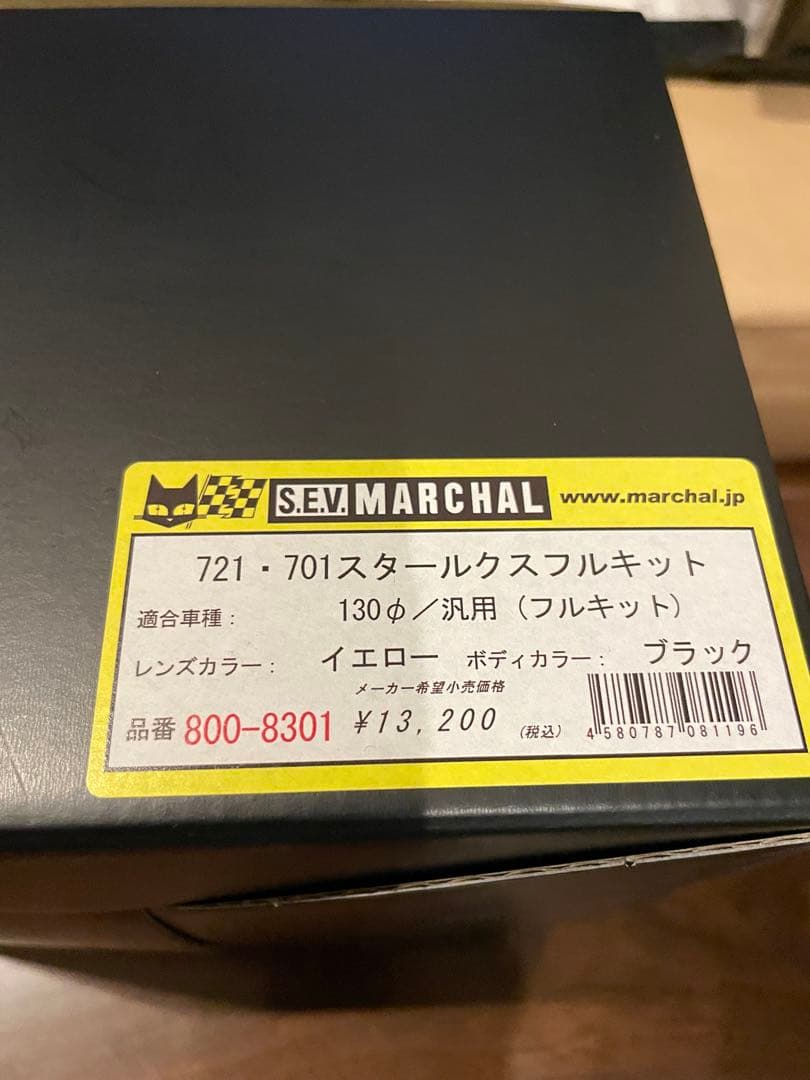 S.E.V. MARCHAL www.marchal.jp
721・701スタールクスフルキット
適合車種: 130φ/汎用(フルキット)
レンズカラー: イエロー ボディカラー: ブラック
メーカー希望小売価格
品番 800-8301 ¥13,200 (税込)
4 580787 081196